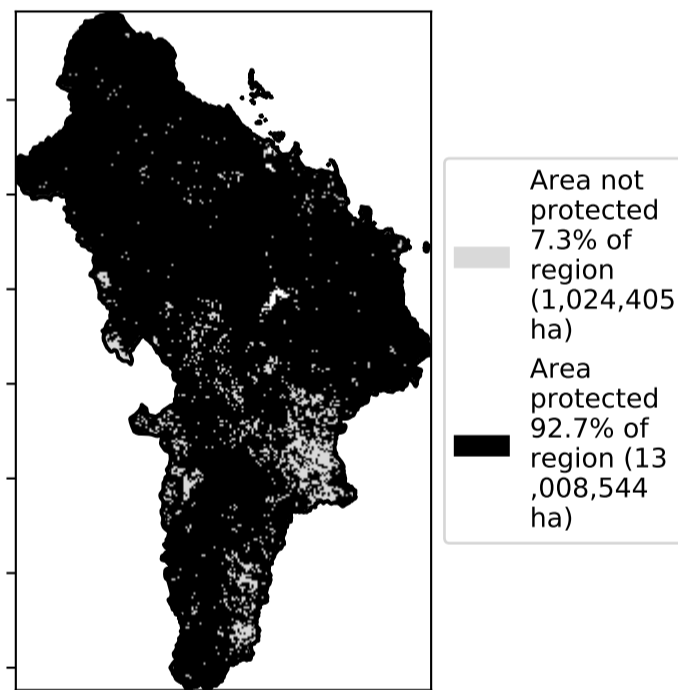 Area not
protected
7.3% of
region
(1,024,405
ha)
Area
protected
92.7% of
region (13
,008,544
ha)